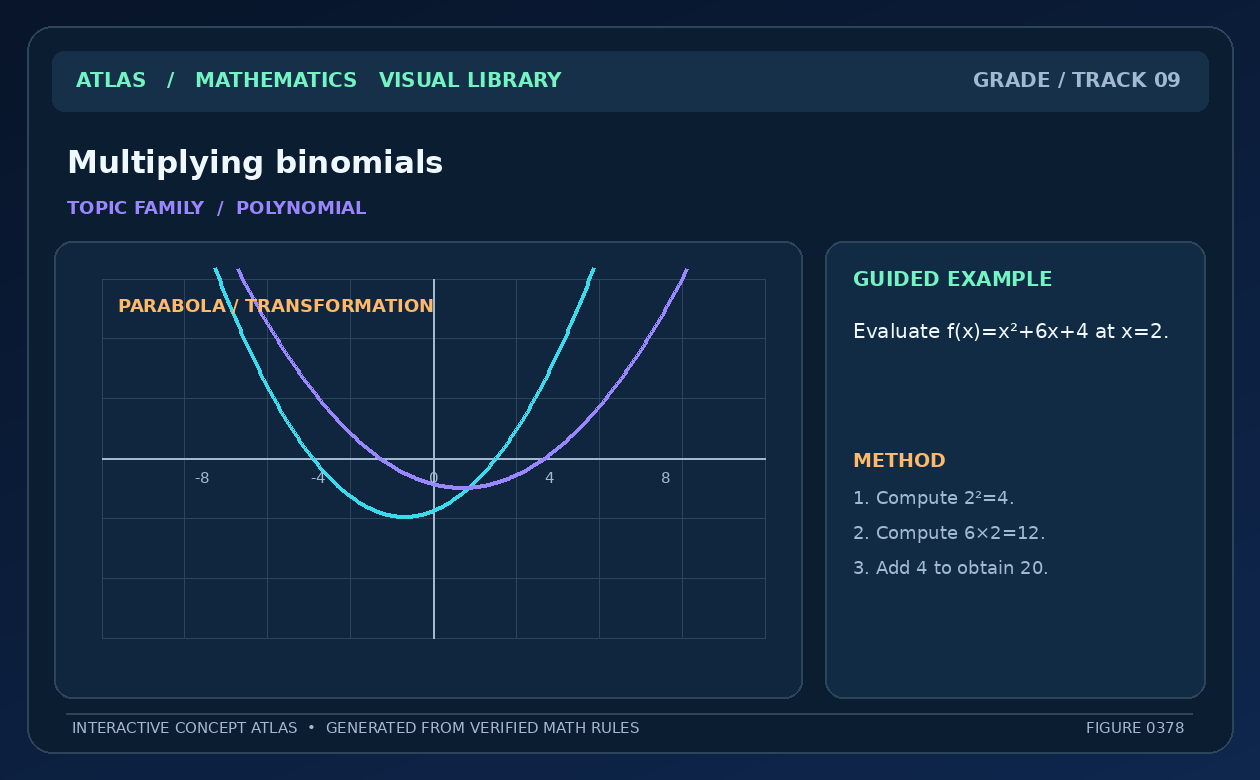 ATLAS / MATHEMATICS VISUAL LIBRARY
GRADE / TRACK 09
Multiplying binomials
TOPIC FAMILY / POLYNOMIAL
PARABOLA / TRANSFORMATION
-8 -4 0 4 8
GUIDED EXAMPLE
Evaluate f(x)=x²+6x+4 at x=2.
METHOD
1. Compute 2²=4.
2. Compute 6×2=12.
3. Add 4 to obtain 20.
INTERACTIVE CONCEPT ATLAS • GENERATED FROM VERIFIED MATH RULES
FIGURE 0378